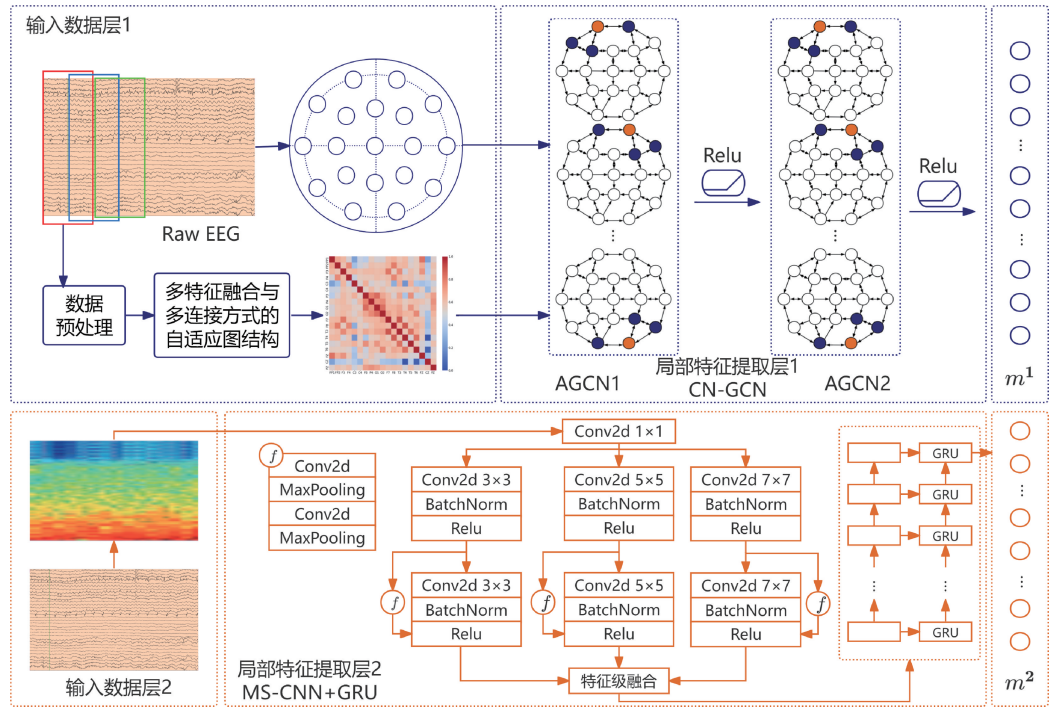 输入数据层1
Raw EEG
数据
预处理
多特征融合与
多连接方式的
自适应图结构
Relu
Relu
AGCN1
局部特征提取层1
CN-GCN
AGCN2
m¹
Conv2d 1×1
f
Conv2d
MaxPooling
Conv2d
MaxPooling
Conv2d 3×3
BatchNorm
Relu
Conv2d 5×5
BatchNorm
Relu
Conv2d 7×7
BatchNorm
Relu
f
Conv2d 3×3
BatchNorm
Relu
f
Conv2d 5×5
BatchNorm
Relu
Conv2d 7×7
BatchNorm
Relu
f
特征级融合
GRU
GRU
GRU
GRU
输入数据层2
局部特征提取层2
MS-CNN+GRU
m²